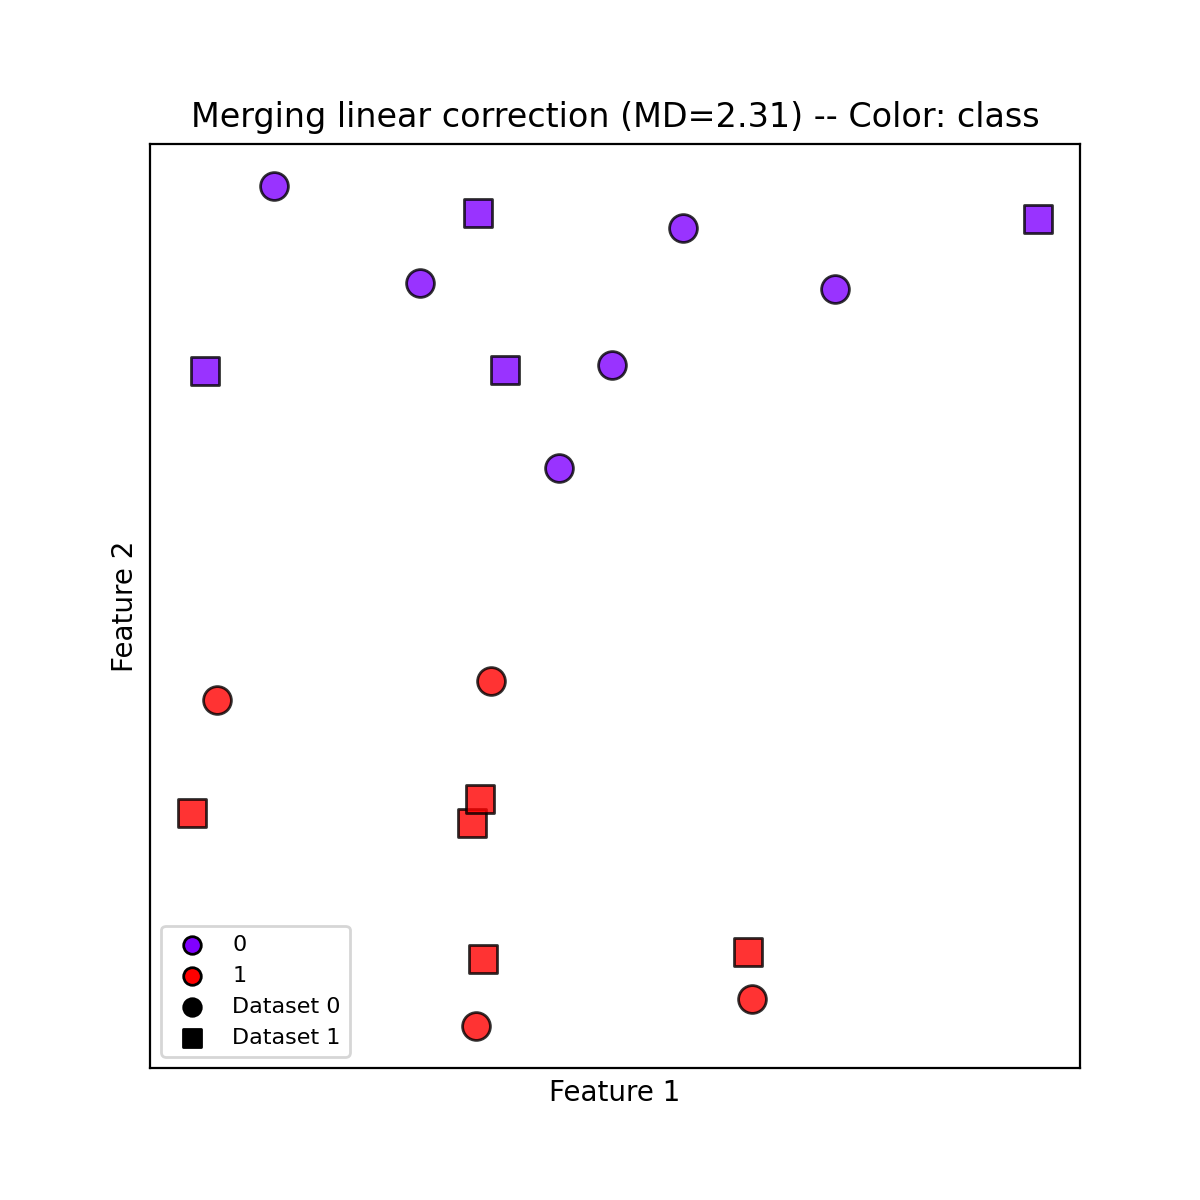 Merging linear correction (MD=2.31) -- Color: class
Feature 2
0
1
Dataset 0
Dataset 1
Feature 1